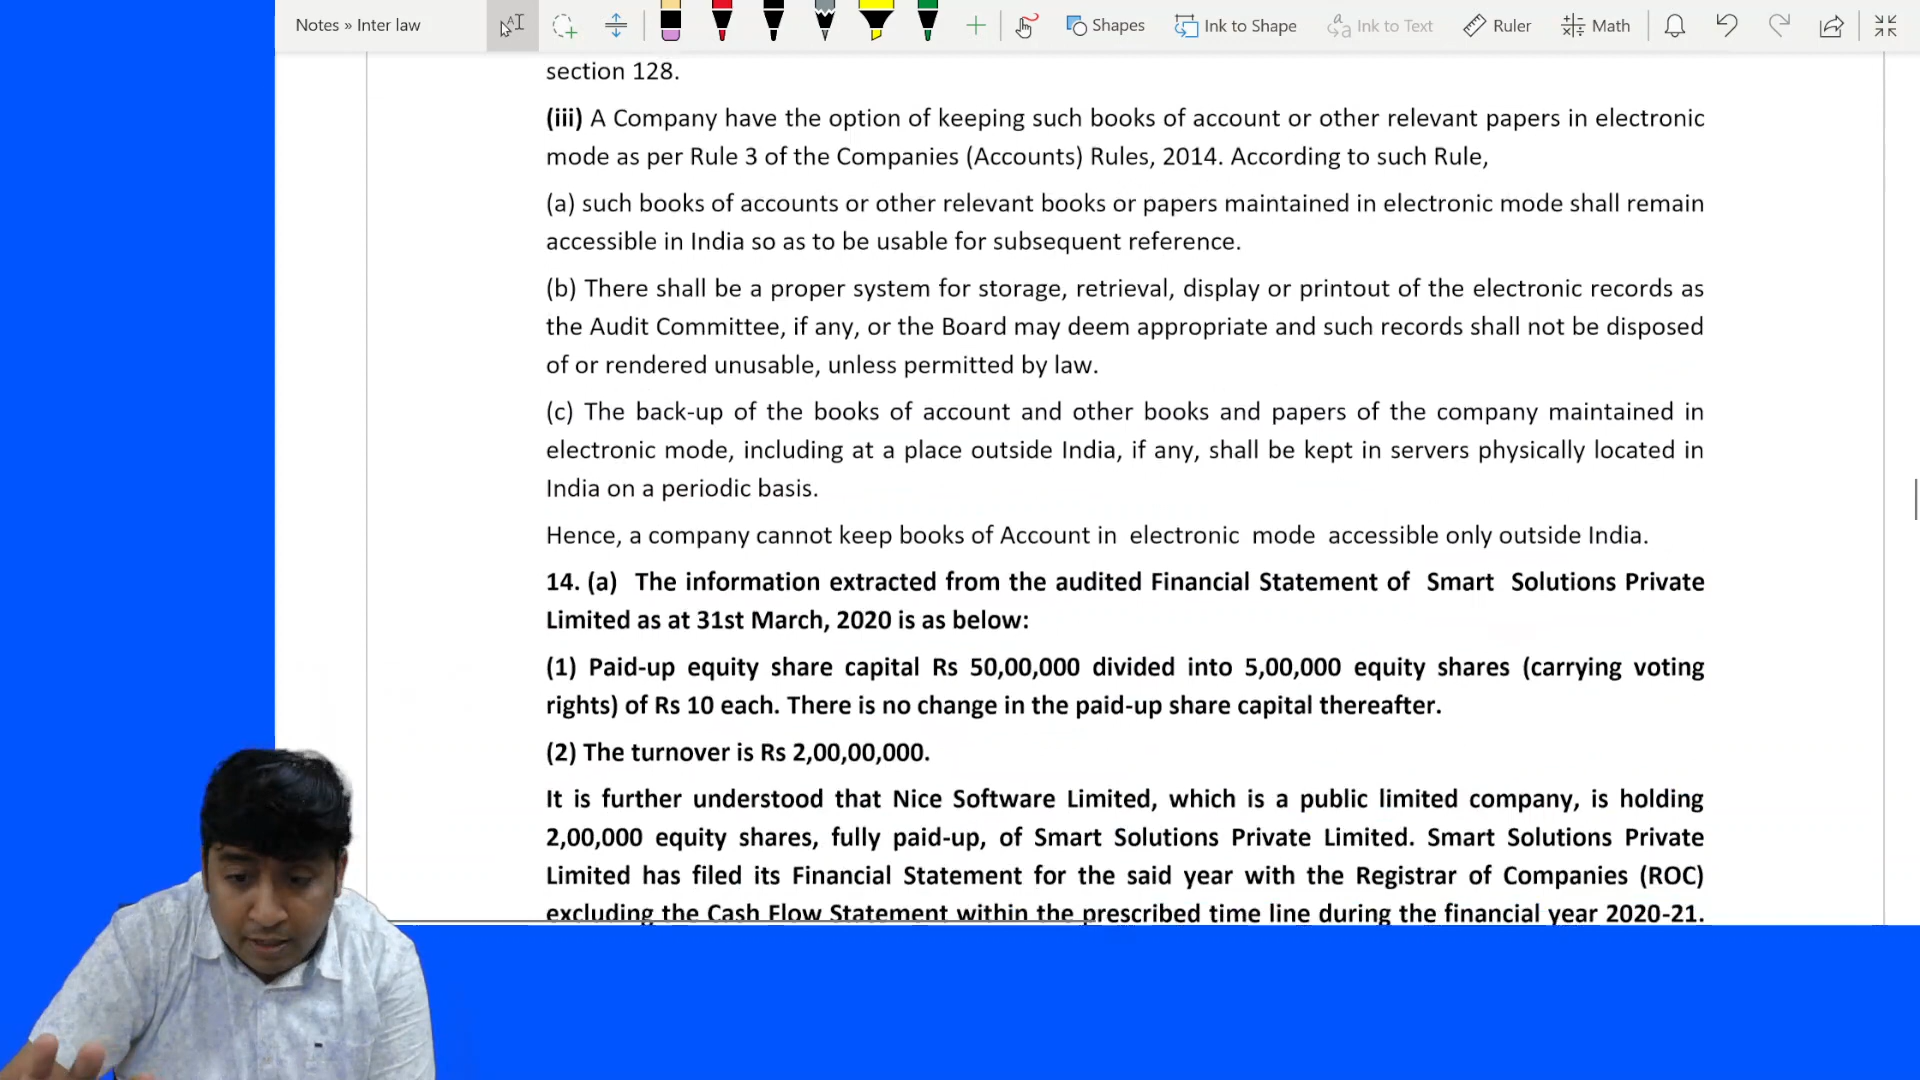 Notes » Inter law
Shapes
Ink to Shape
Ink to Text
Ruler
Math
section 128.
(iii) A Company have the option of keeping such books of account or other relevant papers in electronic
mode as per Rule 3 of the Companies (Accounts) Rules, 2014. According to such Rule,
(a) such books of accounts or other relevant books or papers maintained in electronic mode shall remain
accessible in India so as to be usable for subsequent reference.
(b) There shall be a proper system for storage, retrieval, display or printout of the electronic records as
the Audit Committee, if any, or the Board may deem appropriate and such records shall not be disposed
of or rendered unusable, unless permitted by law.
(c) The back-up of the books of account and other books and papers of the company maintained in
electronic mode, including at a place outside India, if any, shall be kept in servers physically located in
India on a periodic basis.
Hence, a company cannot keep books of Account in electronic mode accessible only outside India.
14. (a) The information extracted from the audited Financial Statement of Smart Solutions Private
Limited as at 31st March, 2020 is as below:
(1) Paid-up equity share capital Rs 50,00,000 divided into 5,00,000 equity shares (carrying voting
rights) of Rs 10 each. There is no change in the paid-up share capital thereafter.
(2) The turnover is Rs 2,00,00,000.
It is further understood that Nice Software Limited, which is a public limited company, is holding
2,00,000 equity shares, fully paid-up, of Smart Solutions Private Limited. Smart Solutions Private
Limited has filed its Financial Statement for the said year with the Registrar of Companies (ROC)
excluding the Cash Flow Statement within the prescribed time line during the financial year 2020-21.